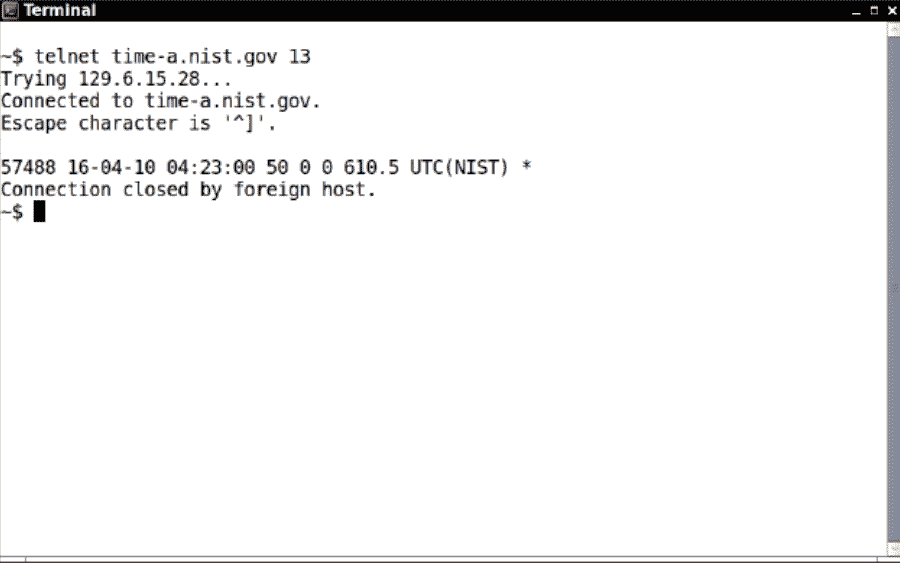 Terminal
~$ telnet time-a.nist.gov 13
Trying 129.6.15.28...
Connected to time-a.nist.gov.
Escape character is '^]'.
57488 16-04-10 04:23:00 50 0 0 610.5 UTC(NIST) *
Connection closed by foreign host.
~$